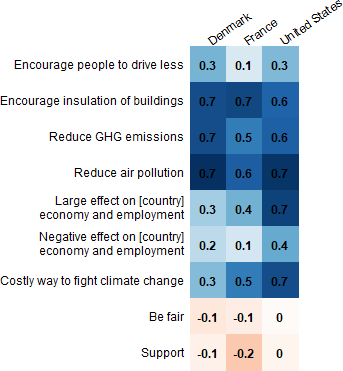 Denmark France United States
Encourage people to drive less 0.3 0.1 0.3
Encourage insulation of buildings 0.7 0.7 0.6
Reduce GHG emissions 0.7 0.5 0.6
Reduce air pollution 0.7 0.6 0.7
Large effect on [country]
economy and employment 0.3 0.4 0.7
Negative effect on [country]
economy and employment 0.2 0.1 0.4
Costly way to fight climate change 0.3 0.5 0.7
Be fair -0.1 -0.1 0
Support -0.1 -0.2 0